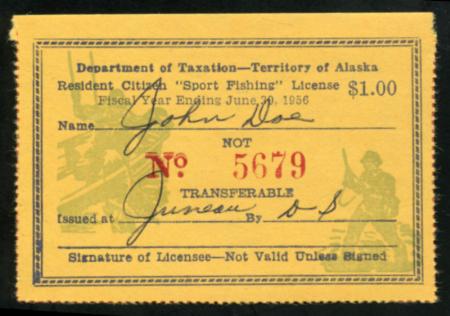 Department of Taxation—Territory of Alaska
Resident Citizen "Sport Fishing" License $1.00
Fiscal Year Ending June 30, 1956
Name John Doe
NOT
No 5679
TRANSFERABLE
Issued at Juneau By D S
Signature of Licensee—Not Valid Unless Signed